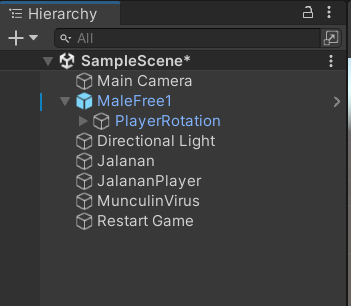 Hierarchy
All
SampleScene*
Main Camera
MaleFree1
PlayerRotation
Directional Light
Jalanan
JalananPlayer
MunculinVirus
Restart Game